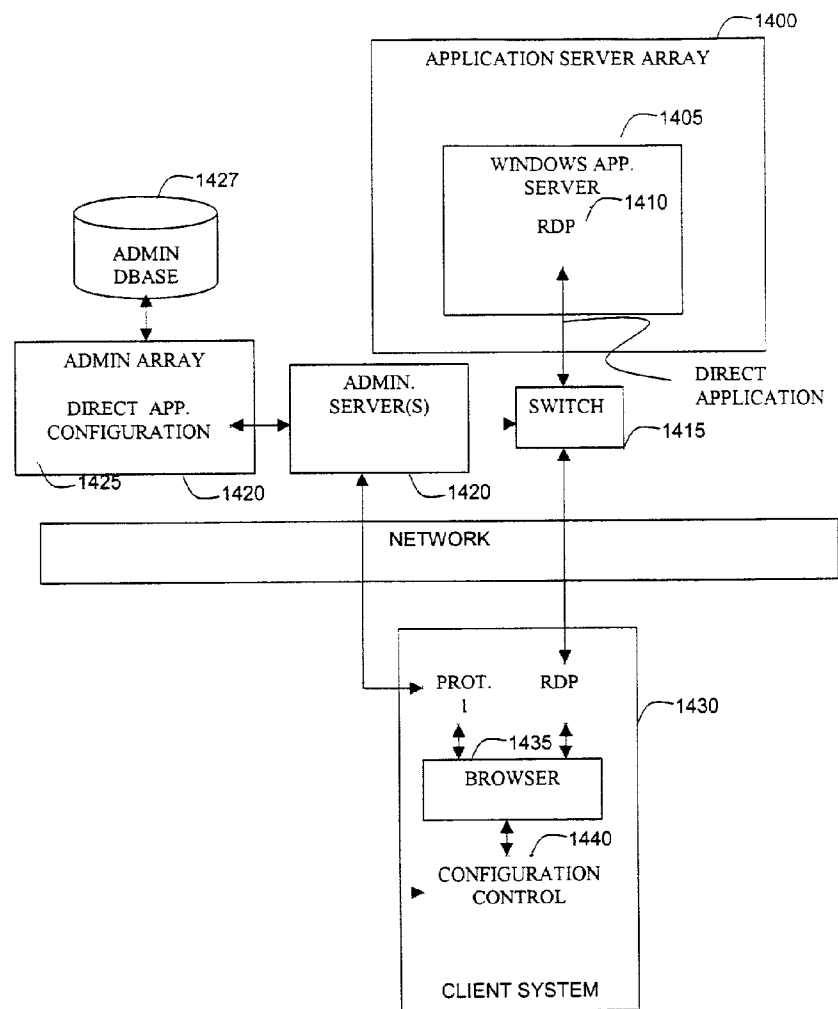 1400
APPLICATION SERVER ARRAY
1405
WINDOWS APP.
SERVER
1410
RDP
1427
ADMIN
DBASE
ADMIN ARRAY
DIRECT APP.
CONFIGURATION
1425
1420
ADMIN.
SERVER(S)
1420
SWITCH
1415
DIRECT
APPLICATION
NETWORK
PROT.
1
RDP
1430
1435
BROWSER
1440
CONFIGURATION
CONTROL
CLIENT SYSTEM